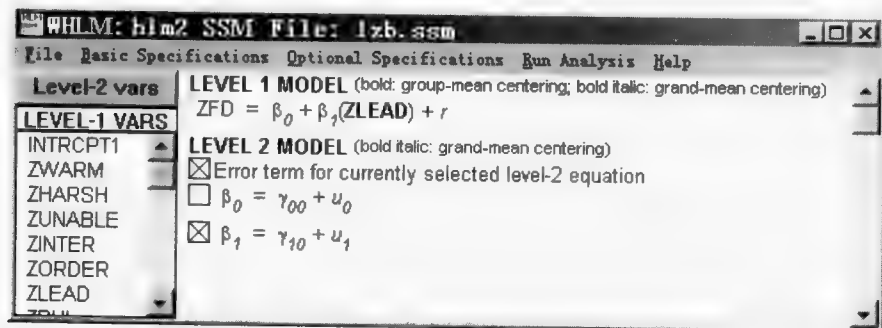 WHLM: hlm2 SSM File: lzb.ssm
File Basic Specifications Optional Specifications Run Analysis Help
Level-2 vars
LEVEL-1 VARS
INTRCPT1
ZWARM
ZHARSH
ZUNABLE
ZINTER
ZORDER
ZLEAD
LEVEL 1 MODEL (bold: group-mean centering; bold italic: grand-mean centering)
ZFD = β0 + β1(ZLEAD) + r
LEVEL 2 MODEL (bold italic: grand-mean centering)
Error term for currently selected level-2 equation
β0 = γ00 + u0
β1 = γ10 + u1